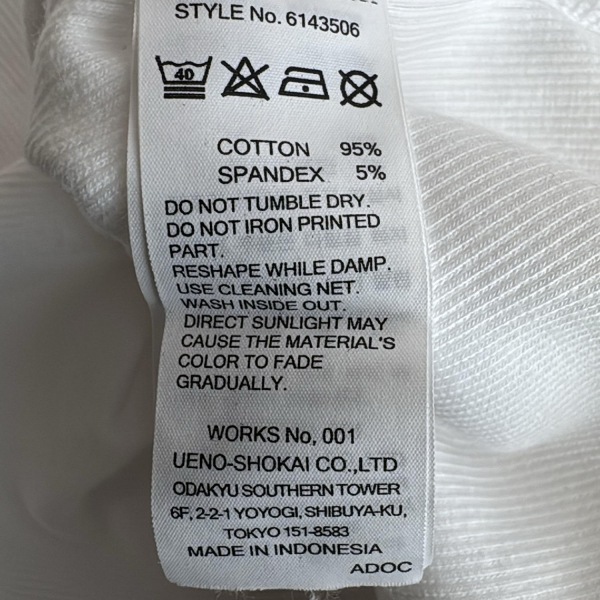 STYLE No. 6143506
40
COTTON 95%
SPANDEX 5%
DO NOT TUMBLE DRY.
DO NOT IRON PRINTED
PART.
RESHAPE WHILE DAMP.
USE CLEANING NET.
WASH INSIDE OUT.
DIRECT SUNLIGHT MAY
CAUSE THE MATERIAL'S
COLOR TO FADE
GRADUALLY.
WORKS No, 001
UENO-SHOKAI CO.,LTD
ODAKYU SOUTHERN TOWER
6F, 2-2-1 YOYOGI, SHIBUYA-KU,
TOKYO 151-8583
MADE IN INDONESIA
ADOC